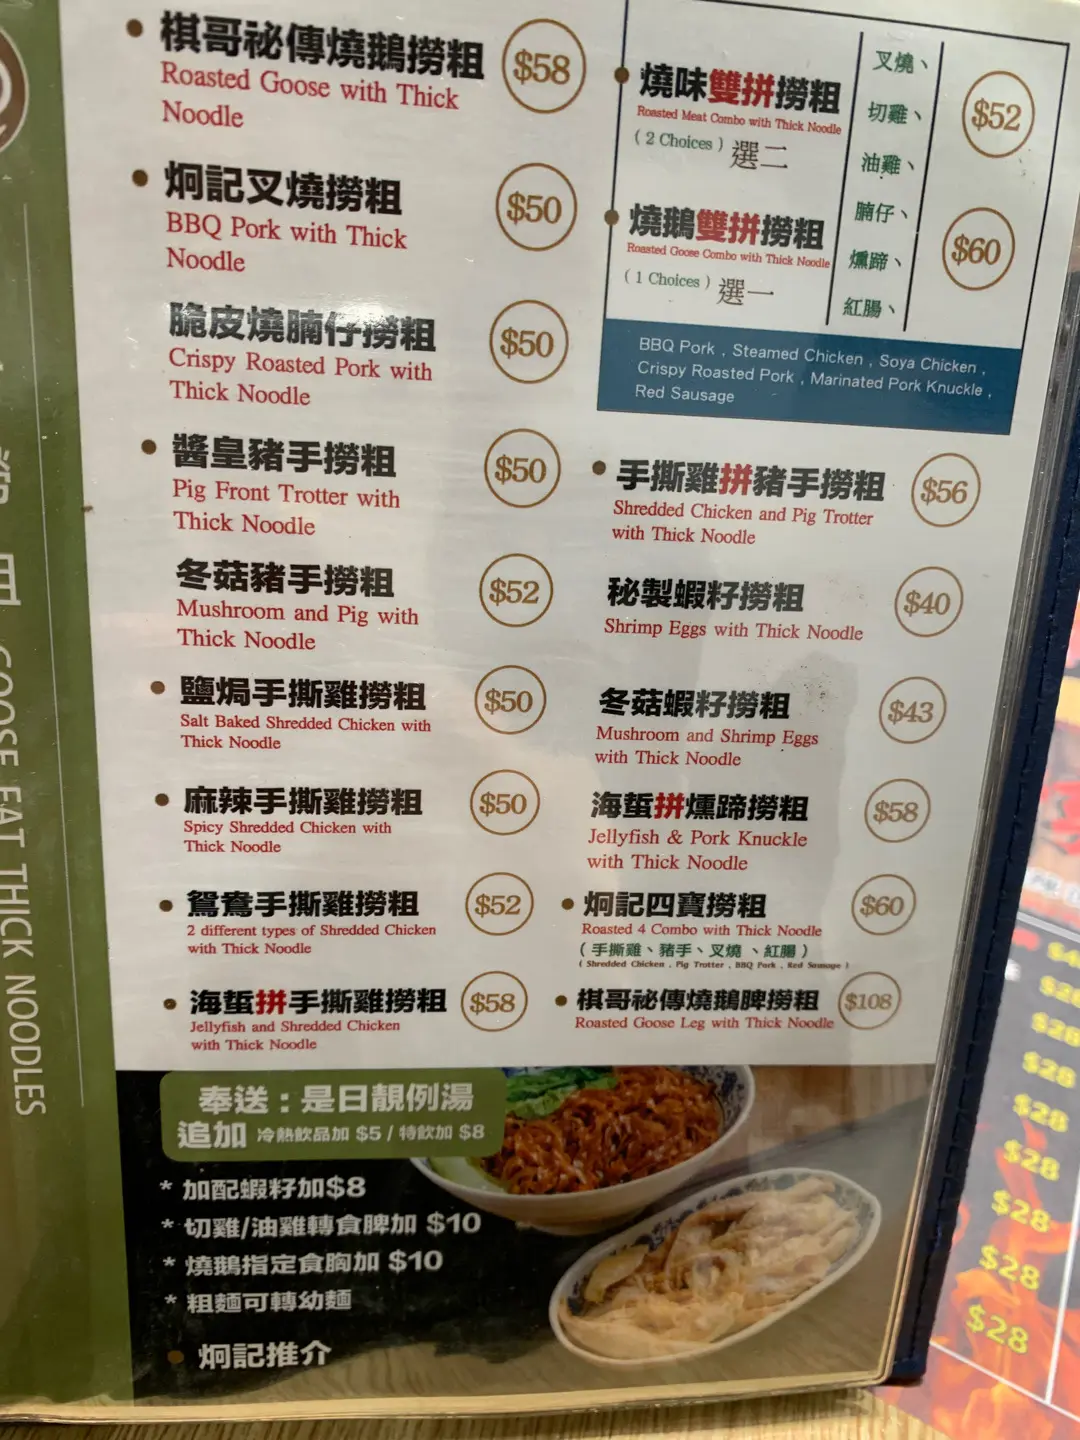 棋哥祕傳燒鵝撈粗
Roasted Goose with Thick
Noodle
$58
炯記叉燒撈粗
BBQ Pork with Thick
Noodle
$50
脆皮燒腩仔撈粗
Crispy Roasted Pork with
Thick Noodle
$50
醬皇豬手撈粗
Pig Front Trotter with
Thick Noodle
$50
冬菇豬手撈粗
Mushroom and Pig with
Thick Noodle
$52
鹽焗手撕雞撈粗
Salt Baked Shredded Chicken with
Thick Noodle
$50
麻辣手撕雞撈粗
Spicy Shredded Chicken with
Thick Noodle
$50
鴛鴦手撕雞撈粗
2 different types of Shredded Chicken
with Thick Noodle
$52
海蜇拼手撕雞撈粗
Jellyfish and Shredded Chicken
with Thick Noodle
$58
燒味雙拼撈粗
Roasted Meat Combo with Thick Noodle
( 2 Choices ) 選二
$52
燒鵝雙拼撈粗
Roasted Goose Combo with Thick Noodle
( 1 Choices ) 選一
$60
叉燒、
切雞、
油雞、
腩仔、
燻蹄、
紅腸、
BBQ Pork , Steamed Chicken , Soya Chicken ,
Crispy Roasted Pork , Marinated Pork Knuckle ,
Red Sausage
手撕雞拼豬手撈粗
Shredded Chicken and Pig Trotter
with Thick Noodle
$56
秘製蝦籽撈粗
Shrimp Eggs with Thick Noodle
$40
冬菇蝦籽撈粗
Mushroom and Shrimp Eggs
with Thick Noodle
$43
海蜇拼燻蹄撈粗
Jellyfish & Pork Knuckle
with Thick Noodle
$58
炯記四寶撈粗
Roasted 4 Combo with Thick Noodle
( 手撕雞、豬手、叉燒 、紅腸 )
( Shredded Chicken , Pig Trotter , BBQ Pork , Red Sausage )
$60
棋哥祕傳燒鵝髀撈粗
Roasted Goose Leg with Thick Noodle
$108
奉送 : 是日靚例湯
追加 冷熱飲品加 $5 / 特飲加 $8
* 加配蝦籽加$8
* 切雞/油雞轉食髀加 $10
* 燒鵝指定食胸加 $10
* 粗麵可轉幼麵
炯記推介
GOOSE EAT THICK NOODLES
$28
$28
$28
$28
$28
$28
$28